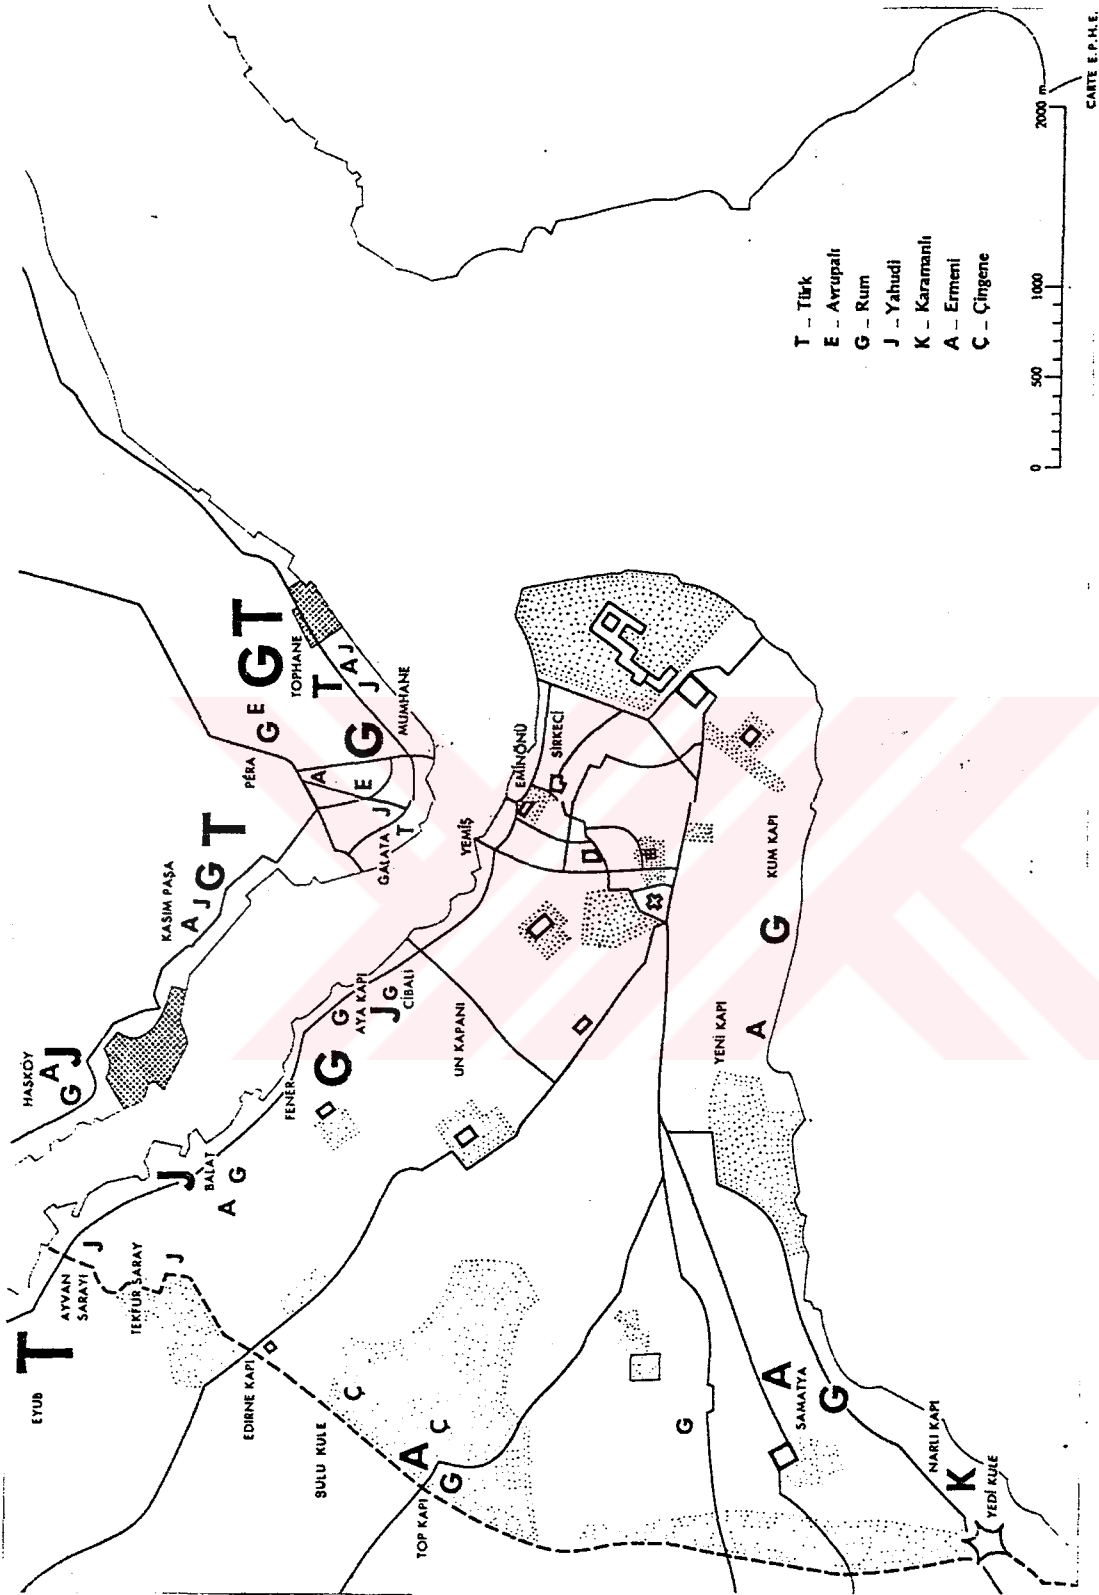 EYUB
T
AYVAN
SARAYI
J
TEKFUR SARAY
J
EDIRNE KAPI
SULU KULE
Ç
TOP KAPI
A
Ç
G
HASKÖY
G
A
J
BALAT
J
A
G
FENER
G
G
AYA KAPI
J
G
CİBALİ
UN KAPANI
KASIM PAŞA
A
J
G
T
PÉRA
G
E
G
T
TOPHANE
T
J
A
J
MUMHANE
G
A
E
J
T
GALATA
YEMİŞ
EMİNÖNÜ
SİRKECİ
KUM KAPI
G
A
YENİ KAPI
G
A
SAMATYA
G
NARLI KAPI
K
YEDİ KULE
T _ Türk
E _ Avrupalı
G _ Rum
J _ Yahudi
K _ Karamanlı
A _ Ermeni
Ç _ Çingene
0 500 1000 2000 m
CARTE E.P.H.E.